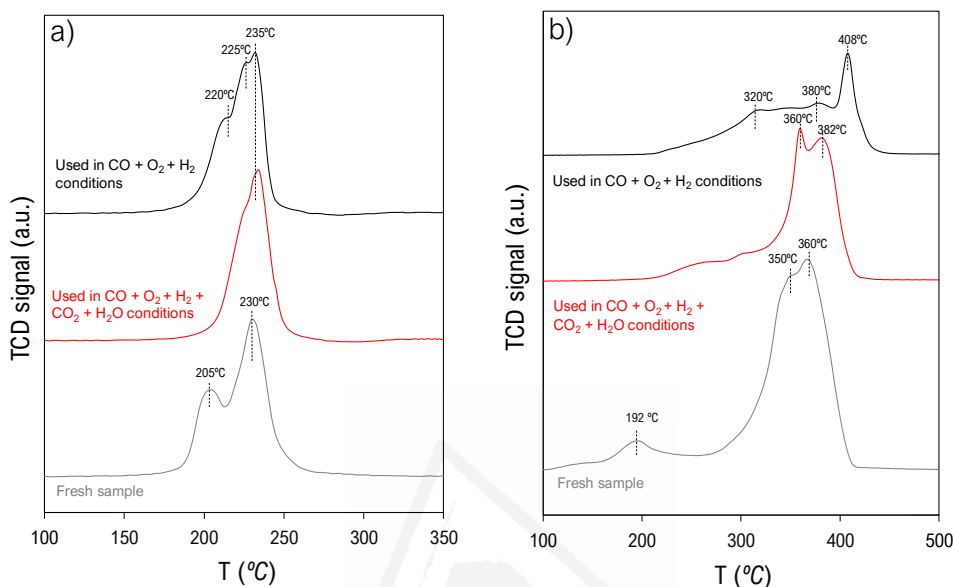 a)
TCD signal (a.u.)
235ºC
225ºC
220ºC
Used in CO + O₂ + H₂
conditions
Used in CO + O₂ + H₂ +
CO₂ + H₂O conditions
230ºC
205ºC
Fresh sample
100 150 200 250 300 350
T (ºC)
b)
TCD signal (a.u.)
408ºC
320ºC
380ºC
360ºC
382ºC
Used in CO + O₂ + H₂ conditions
Used in CO + O₂ + H₂ +
CO₂ + H₂O conditions
350ºC
360ºC
192 ºC
Fresh sample
100 200 300 400 500
T (ºC)